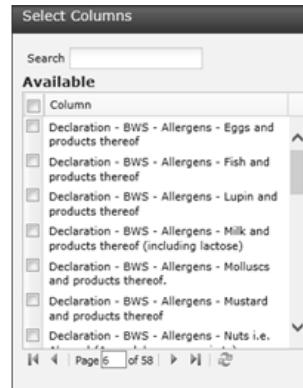 Select Columns
Search
Available
Column
Declaration - BWS - Allergens - Eggs and
products thereof
Declaration - BWS - Allergens - Fish and
products thereof
Declaration - BWS - Allergens - Lupin and
products thereof
Declaration - BWS - Allergens - Milk and
products thereof (including lactose)
Declaration - BWS - Allergens - Molluscs
and products thereof.
Declaration - BWS - Allergens - Mustard
and products thereof
Declaration - BWS - Allergens - Nuts i.e.
Page 6 of 58